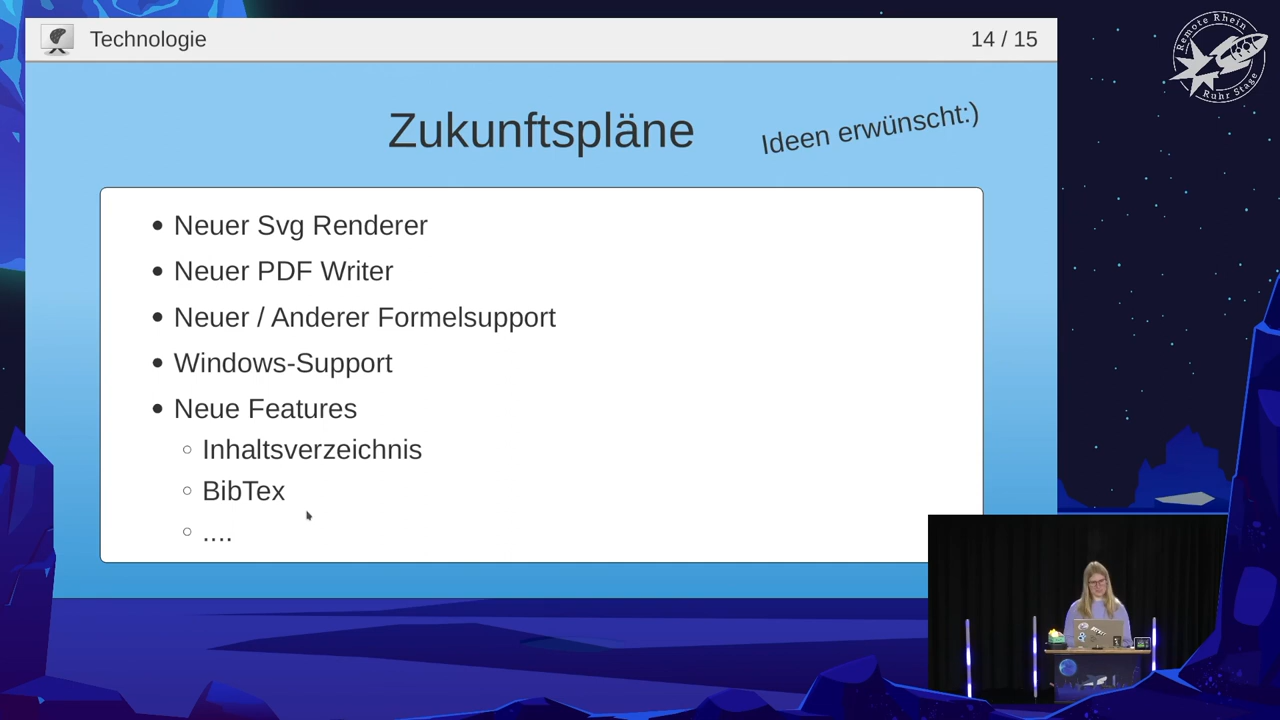 Technologie
14 / 15
Zukunftspläne
Ideen erwünscht:)
Neuer Svg Renderer
Neuer PDF Writer
Neuer / Anderer Formelsupport
Windows-Support
Neue Features
Inhaltsverzeichnis
BibTex
....
Remote Rhein
Ruhr Stage